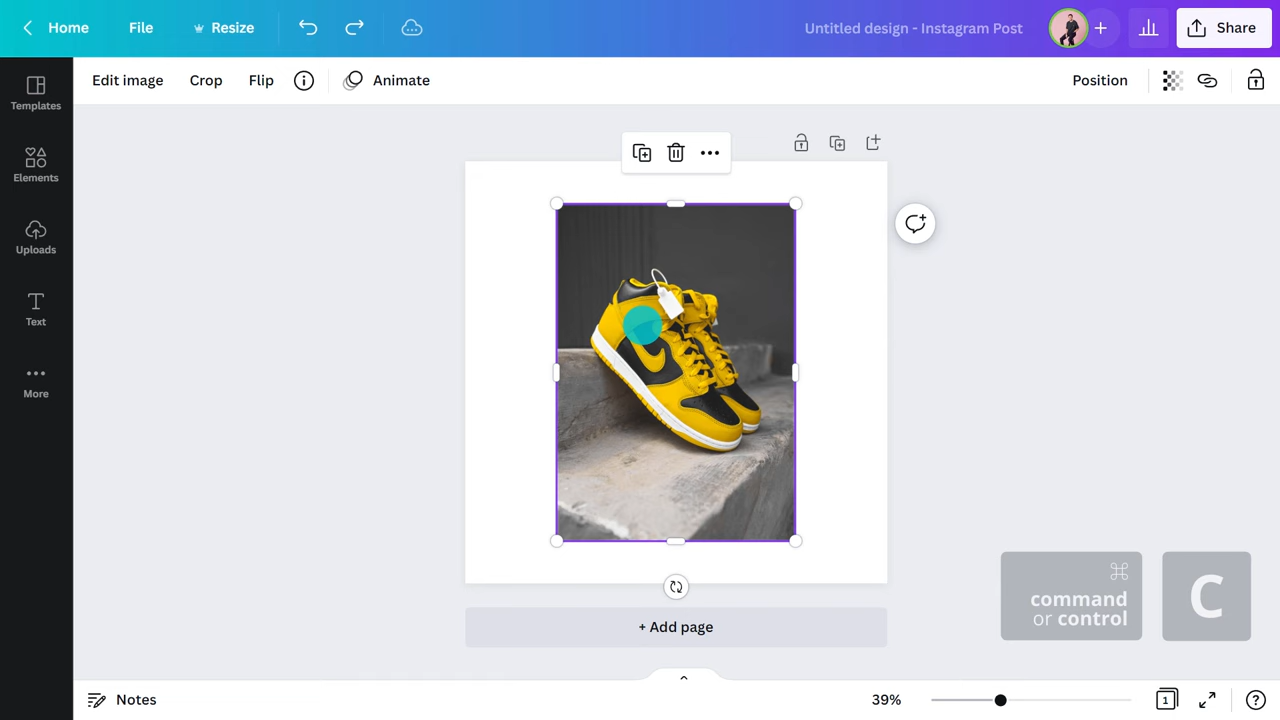 Home
File
Resize
Untitled design - Instagram Post
Share
Edit image
Crop
Flip
Animate
Position
Templates
Elements
Uploads
Text
More
+ Add page
command
or control
C
Notes
39%
1